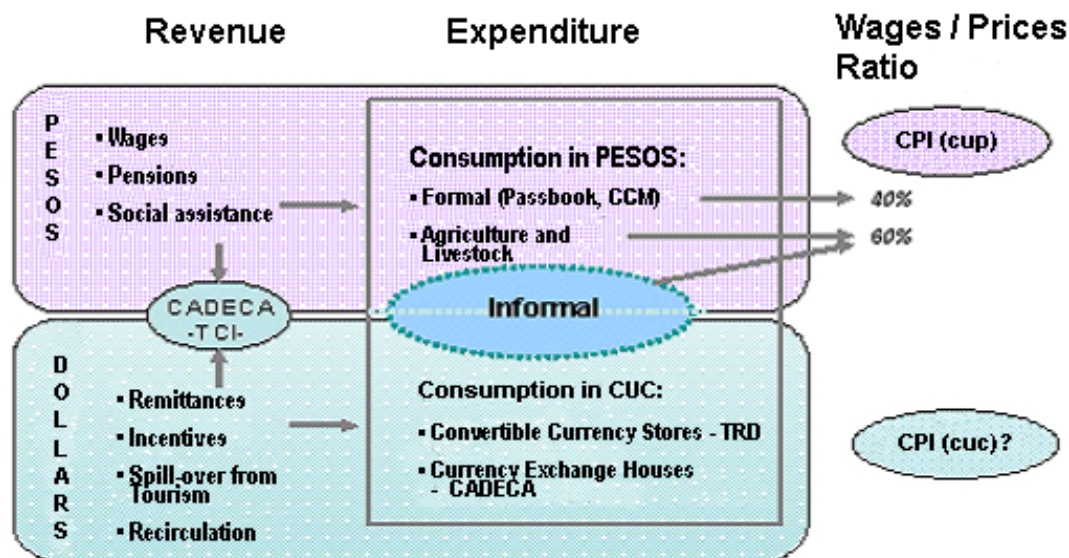 Revenue
Expenditure
Wages / Prices
Ratio
PESOS
▪ Wages
▪ Pensions
▪ Social assistance
Consumption in PESOS:
▪ Formal (Passbook, CCM)
▪ Agriculture and
Livestock
CPI (cup)
40%
60%
CADECA
-TCI-
Informal
DOLLARS
▪ Remittances
▪ Incentives
▪ Spill-over from
Tourism
▪ Recirculation
Consumption in CUC:
▪ Convertible Currency Stores - TRD
▪ Currency Exchange Houses
- CADECA
CPI (cuc)?